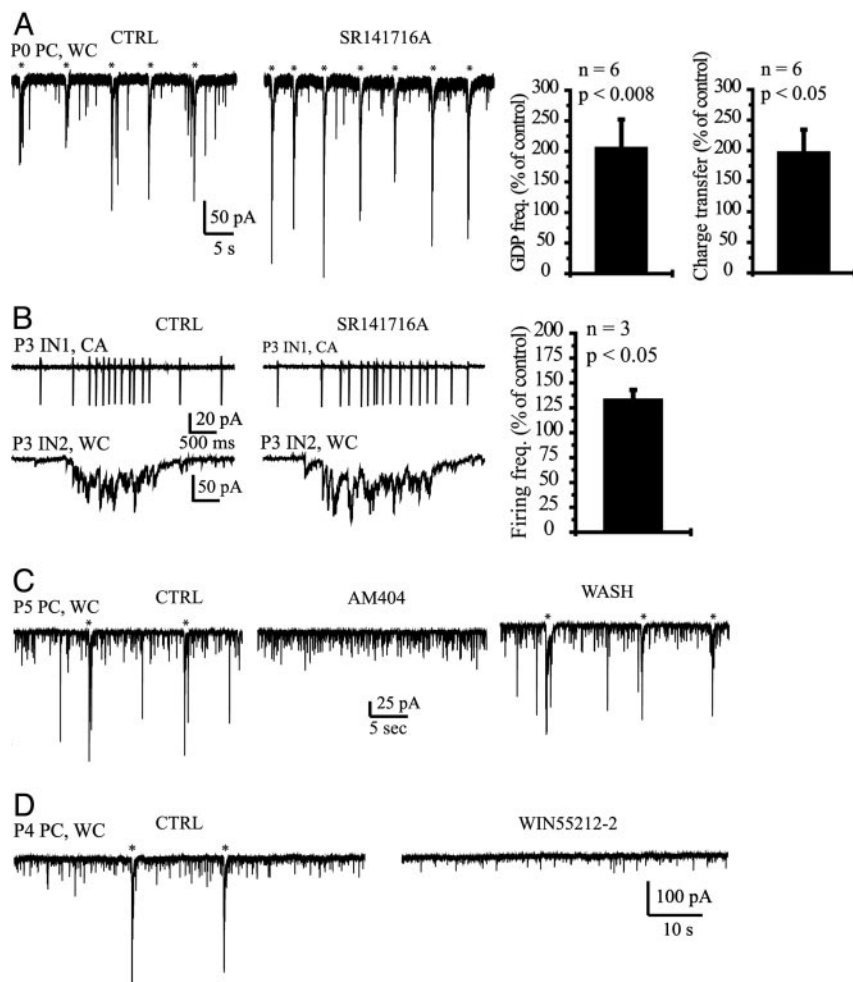 A
CTRL
SR141716A
P0 PC, WC
* * * * *
* * * * * * *
50 pA
5 s
n = 6
p < 0.008
GDP freq. (% of control)
300
250
200
150
100
50
0
n = 6
p < 0.05
Charge transfer (% of control)
300
250
200
150
100
50
0
B
CTRL
SR141716A
P3 IN1, CA
P3 IN1, CA
20 pA
500 ms
P3 IN2, WC
P3 IN2, WC
50 pA
n = 3
p < 0.05
Firing freq. (% of control)
200
175
150
125
100
75
50
25
0
C
CTRL
AM404
WASH
P5 PC, WC
* *
* * *
25 pA
5 sec
D
CTRL
WIN55212-2
P4 PC, WC
* *
100 pA
10 s